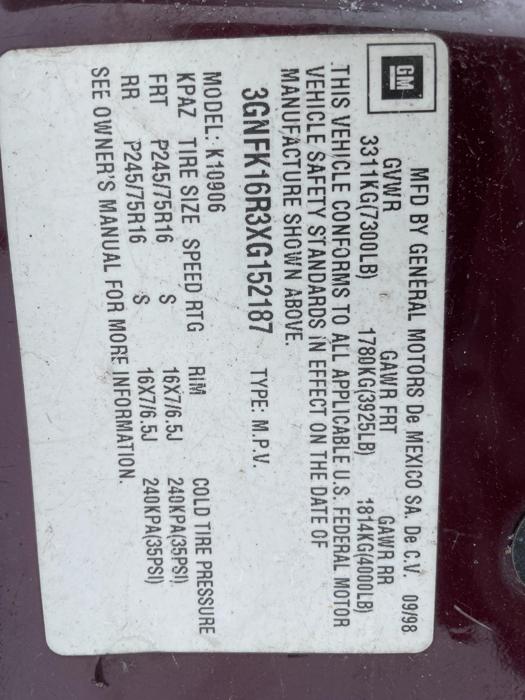 GM
MFD BY GENERAL MOTORS De MEXICO SA. De C.V. 09/98
GVWR GAWR FRT GAWR RR
3311KG(7300LB) 1780KG(3925LB) 1814KG(4000LB)
THIS VEHICLE CONFORMS TO ALL APPLICABLE U.S. FEDERAL MOTOR
VEHICLE SAFETY STANDARDS IN EFFECT ON THE DATE OF
MANUFACTURE SHOWN ABOVE.
3GNFK16R3XG152187 TYPE: M.P.V.
MODEL: K10906
KPAZ TIRE SIZE SPEED RTG RIM COLD TIRE PRESSURE
FRT P245/75R16 S 16X7/6.5J 240KPA(35PSI)
RR P245/75R16 S 16X7/6.5J 240KPA(35PSI)
SEE OWNER'S MANUAL FOR MORE INFORMATION.